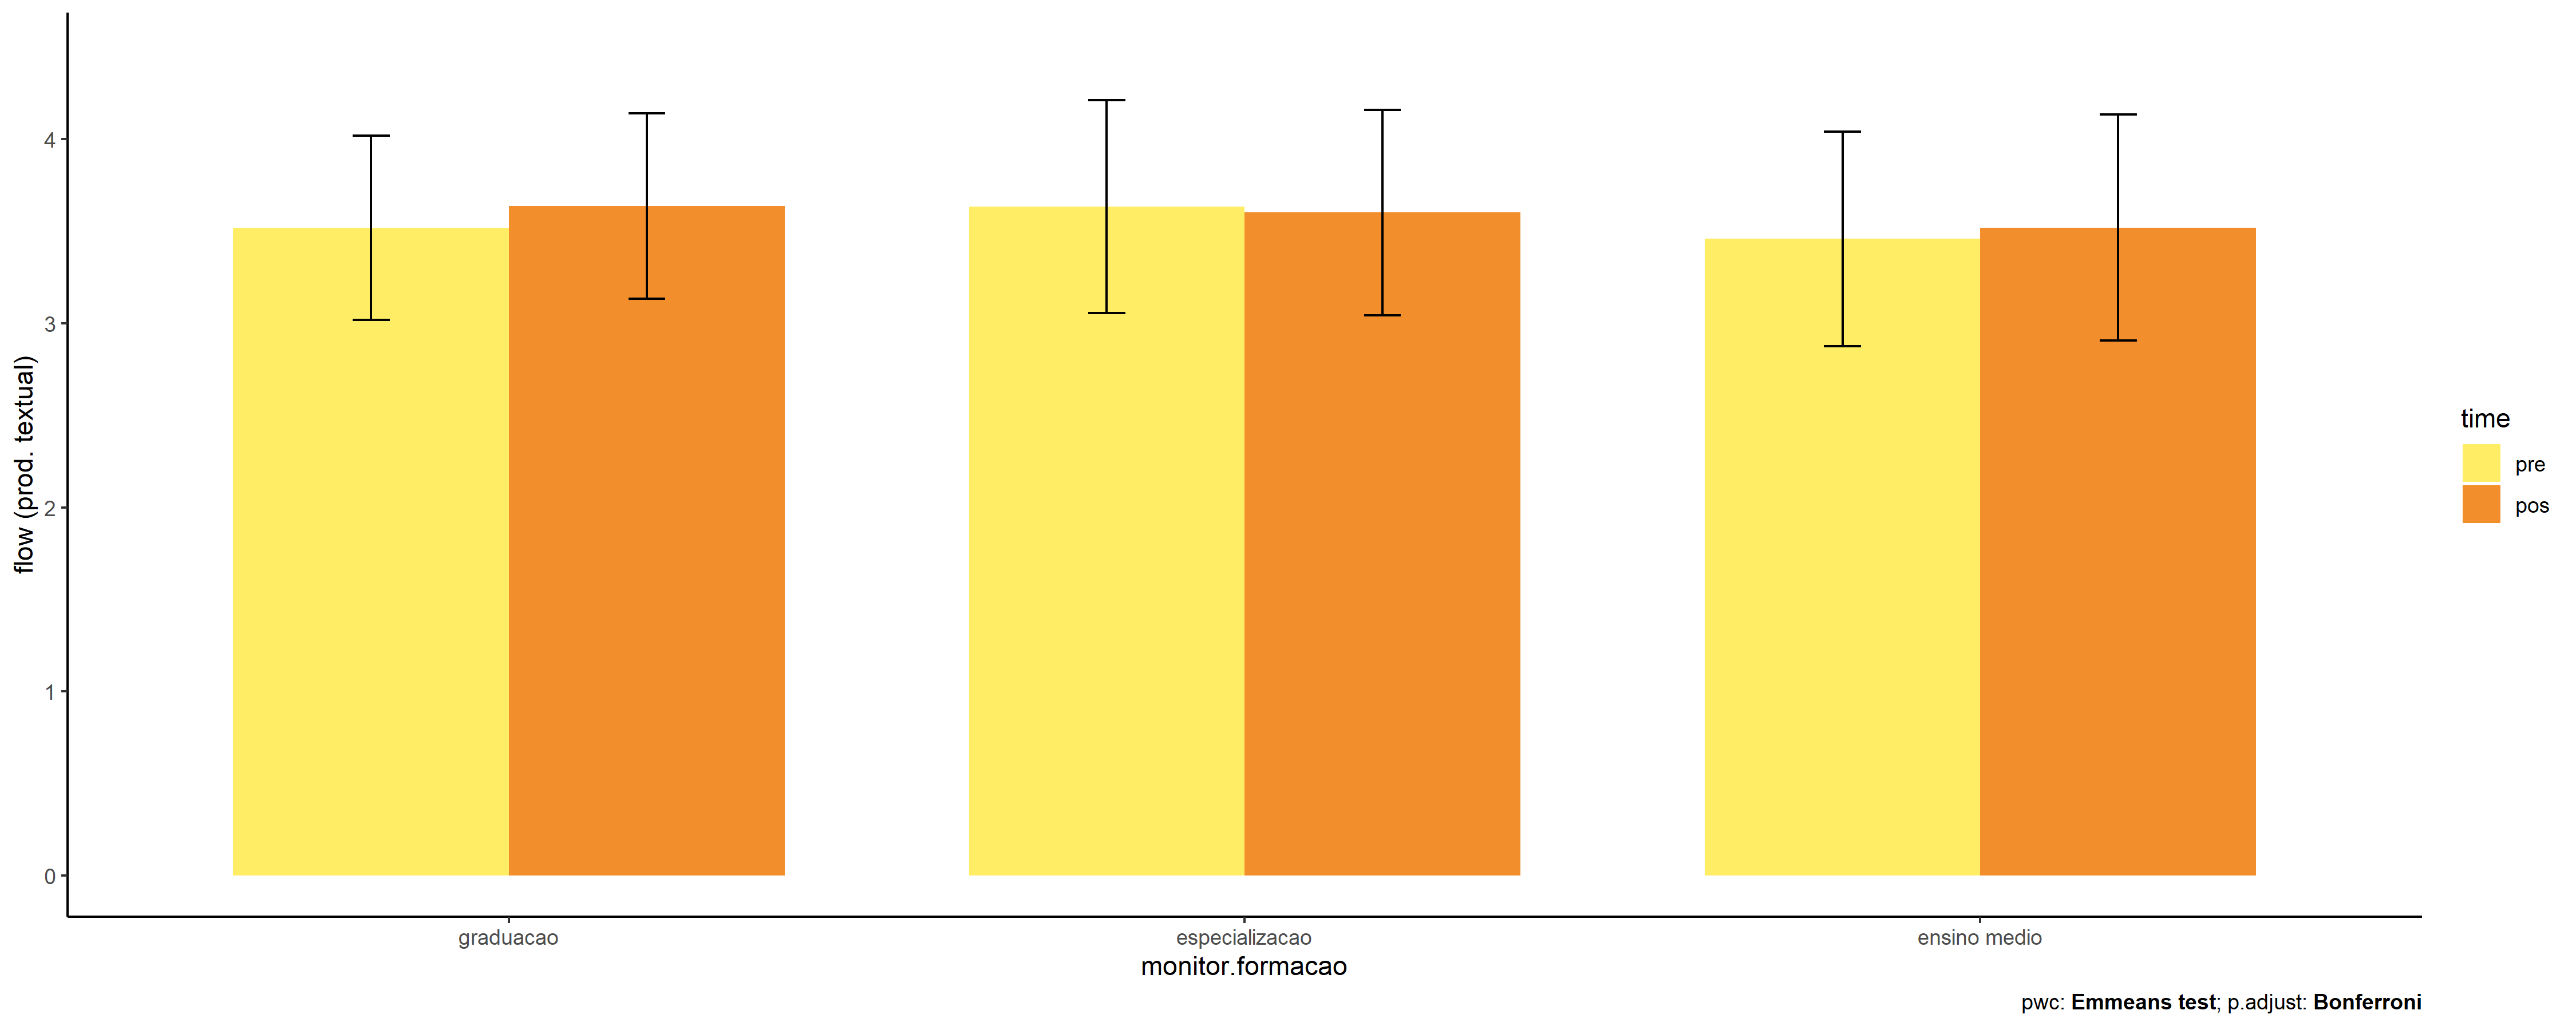 flow (prod. textual)
4
3
2
1
0
graduacao
especializacao
ensino medio
monitor.formacao
time
pre
pos
pwc: Emmeans test; p.adjust: Bonferroni